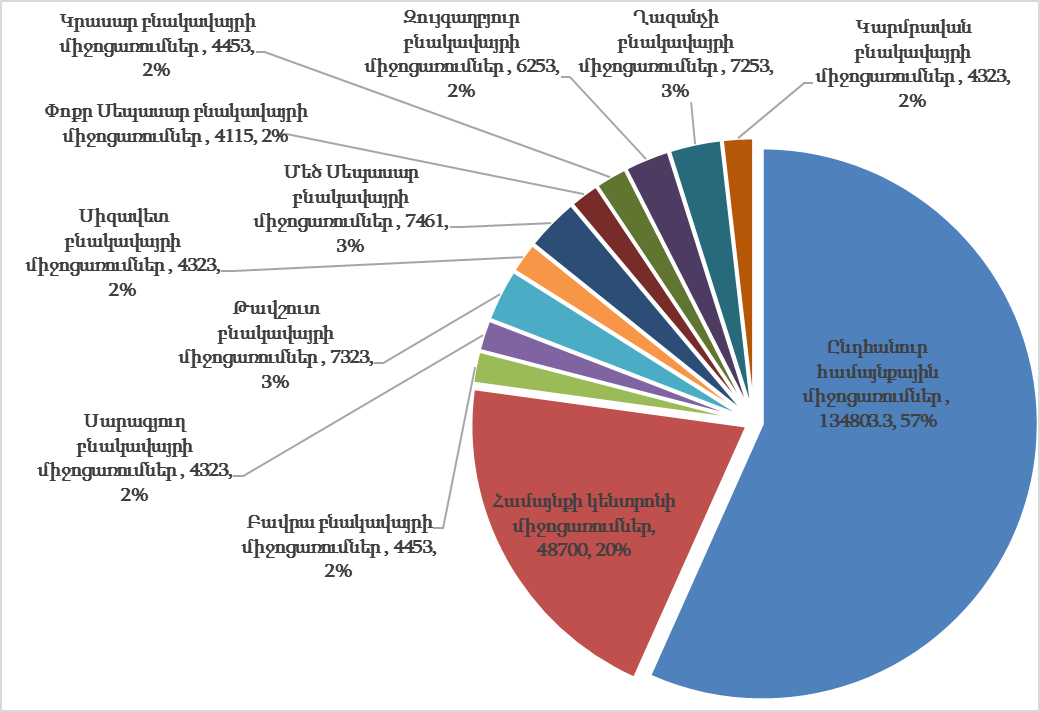 Կրասար բնակավայրի
միջոցառումներ , 4453,
2%
Զույգաղբյուր
բնակավայրի
միջոցառումներ , 6253,
2%
Ղազանչի
բնակավայրի
միջոցառումներ , 7253,
3%
Կարմրավան
բնակավայրի
միջոցառումներ , 4323,
2%
Փոքր Սեպասար բնակավայրի
միջոցառումներ , 4115, 2%
Մեծ Սեպասար
բնակավայրի
միջոցառումներ , 7461,
3%
Սիզավետ
բնակավայրի
միջոցառումներ , 4323,
2%
Թավշուտ
բնակավայրի
միջոցառումներ , 7323,
3%
Սարագյուղ
բնակավայրի
միջոցառումներ , 4323,
2%
Բավրա բնակավայրի
միջոցառումներ , 4453,
2%
Համայնքի կենտրոնի
միջոցառումներ,
48700, 20%
Ընդհանուր
համայնքային
միջոցառումներ ,
134803.3, 57%